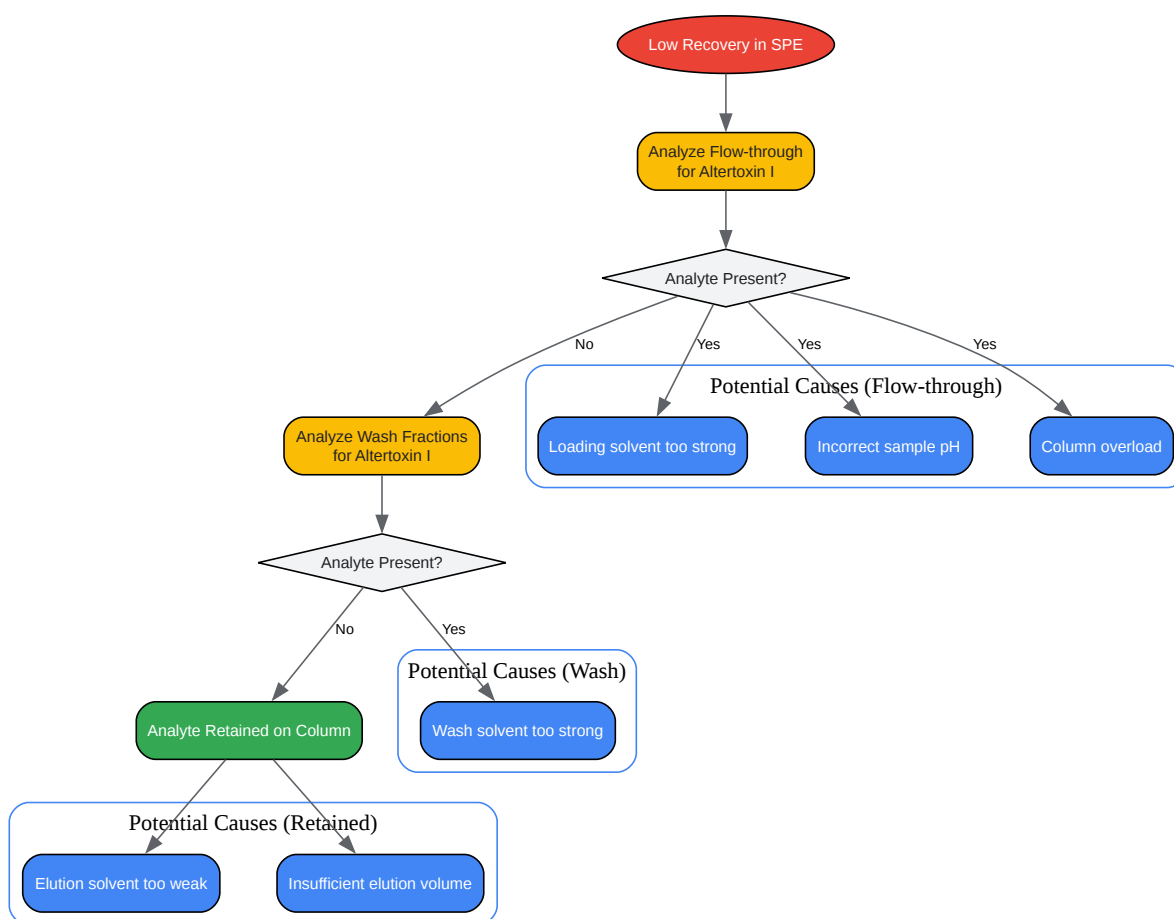 Low Recovery in SPE
Analyze Flow-through
for Altertoxin I
Analyte Present?
No
Yes
Yes
Yes
Potential Causes (Flow-through)
Analyze Wash Fractions
for Altertoxin I
Loading solvent too strong
Incorrect sample pH
Column overload
Analyte Present?
No
Yes
Potential Causes (Wash)
Analyte Retained on Column
Wash solvent too strong
Potential Causes (Retained)
Elution solvent too weak
Insufficient elution volume